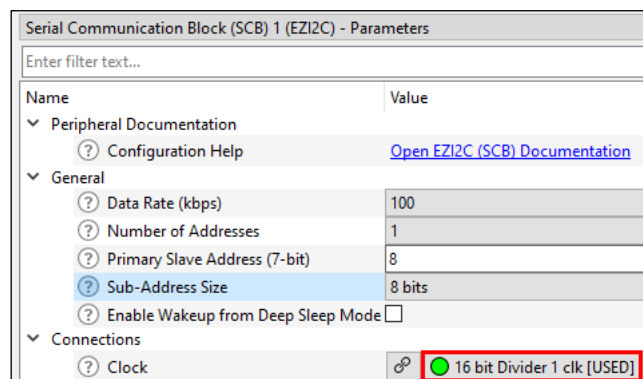 Serial Communication Block (SCB) 1 (EZI2C) - Parameters
Enter filter text...
Name Value
Peripheral Documentation
? Configuration Help Open EZI2C (SCB) Documentation
General
? Data Rate (kbps) 100
? Number of Addresses 1
? Primary Slave Address (7-bit) 8
? Sub-Address Size 8 bits
? Enable Wakeup from Deep Sleep Mode
Connections
? Clock 16 bit Divider 1 clk [USED]